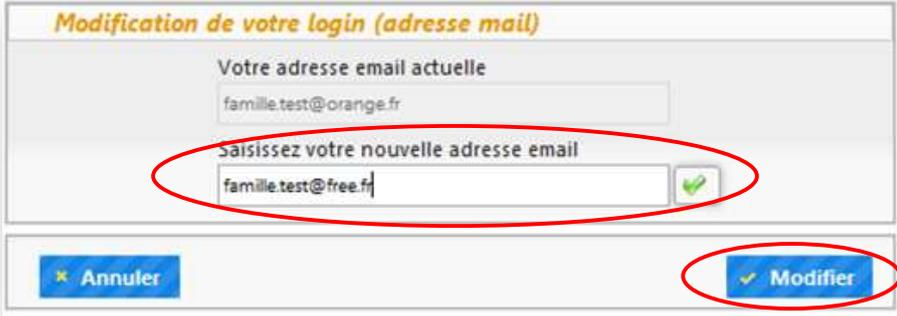 Modification de votre login (adresse mail)
Votre adresse email actuelle
famille.test@orange.fr
Saisissez votre nouvelle adresse email
famille.test@free.fr
Annuler
Modifier